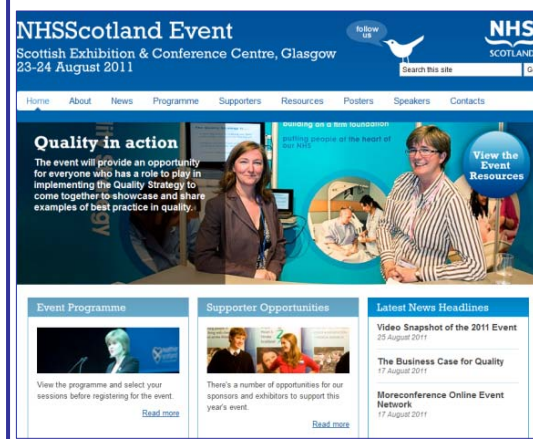 NHSScotland Event
Scottish Exhibition & Conference Centre, Glasgow
23-24 August 2011
follow
us
NHS
SCOTLAND
Search this site
G
Home About News Programme Supporters Resources Posters Speakers Contacts
Quality in action
The event will provide an opportunity
for everyone who has a role to play in
implementing the Quality Strategy to
come together to showcase and share
examples of best practice in quality.
building on a firm foundation
putting people at the heart of
our NHS
View the
Event
Resources
Event Programme
View the programme and select your
sessions before registering for the event.
Read more
Supporter Opportunities
There's a number of opportunities for our
sponsors and exhibitors to support this
year's event.
Read more
Latest News Headlines
Video Snapshot of the 2011 Event
25 August 2011
The Business Case for Quality
17 August 2011
Moreconference Online Event
Network
17 August 2011